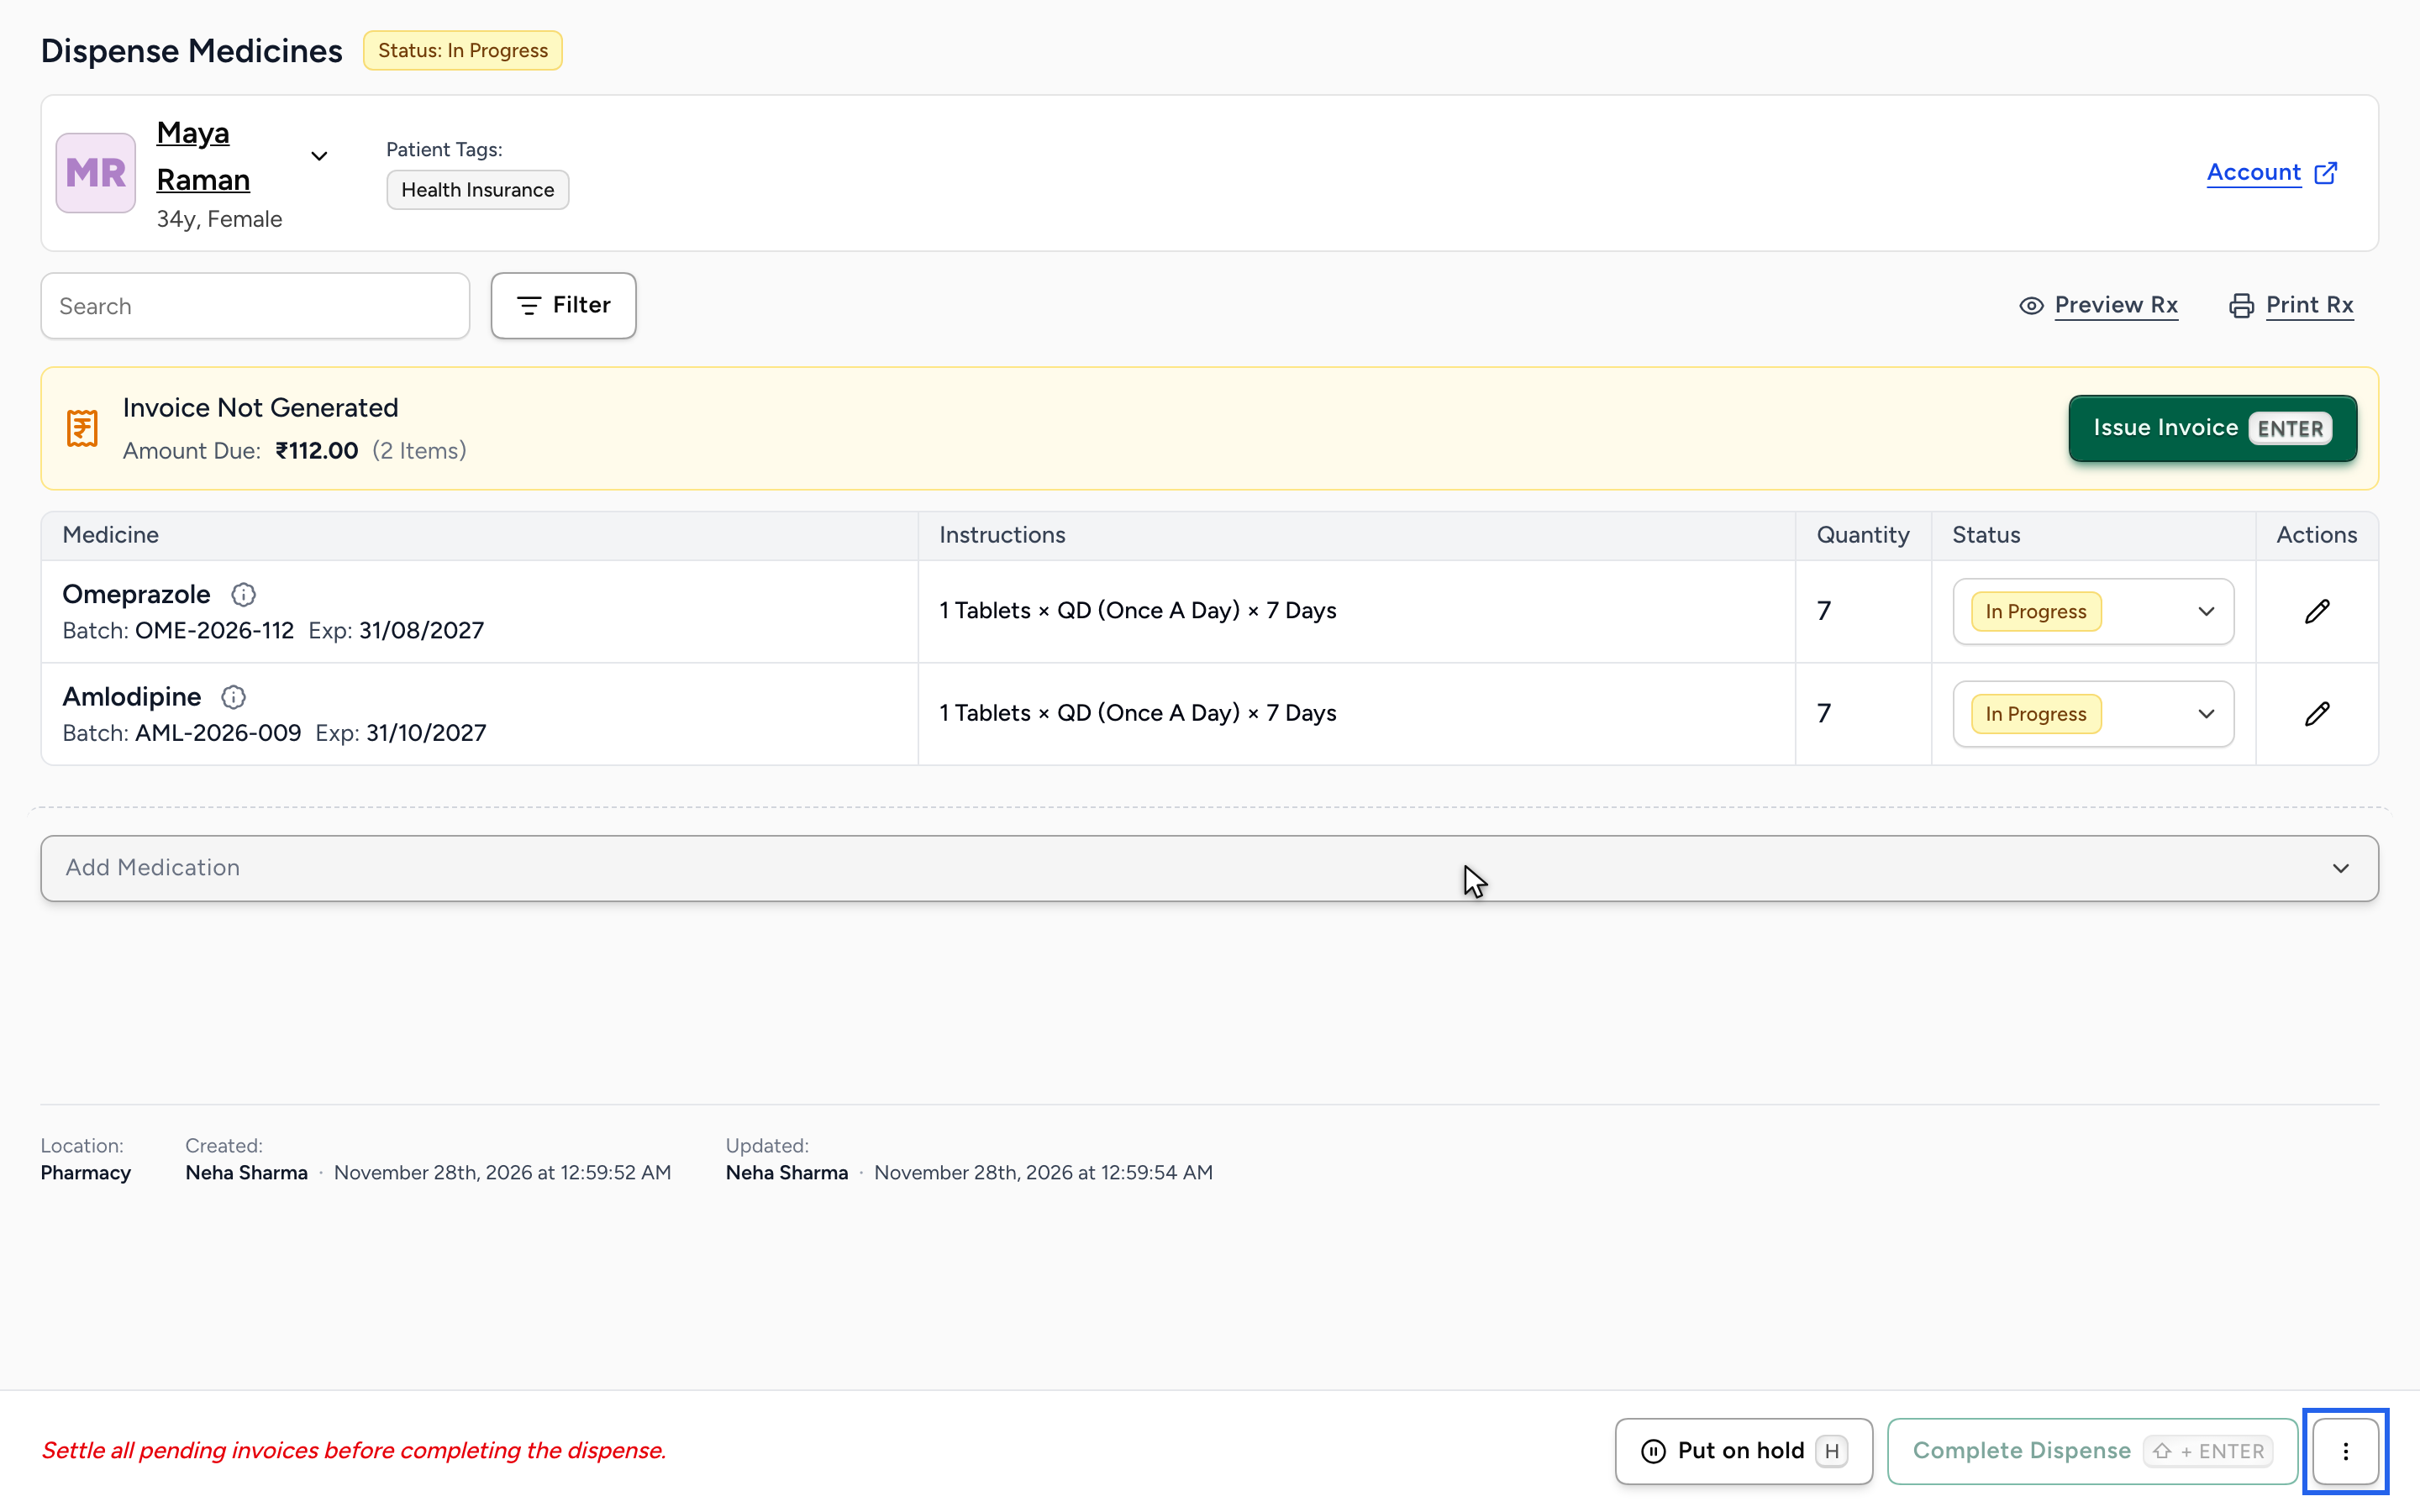 Dispense Medicines
Status: In Progress
MR
Maya
Raman
34y, Female
Patient Tags:
Health Insurance
Account
Search
Filter
Preview Rx
Print Rx
Invoice Not Generated
Amount Due: ₹112.00 (2 Items)
Issue Invoice ENTER
Medicine Instructions Quantity Status Actions
Omeprazole
Batch: OME-2026-112 Exp: 31/08/2027
1 Tablets × QD (Once A Day) × 7 Days
7
In Progress
Amlodipine
Batch: AML-2026-009 Exp: 31/10/2027
1 Tablets × QD (Once A Day) × 7 Days
7
In Progress
Add Medication
Location:
Pharmacy
Created:
Neha Sharma · November 28th, 2026 at 12:59:52 AM
Updated:
Neha Sharma · November 28th, 2026 at 12:59:54 AM
Settle all pending invoices before completing the dispense.
Put on hold H
Complete Dispense + ENTER